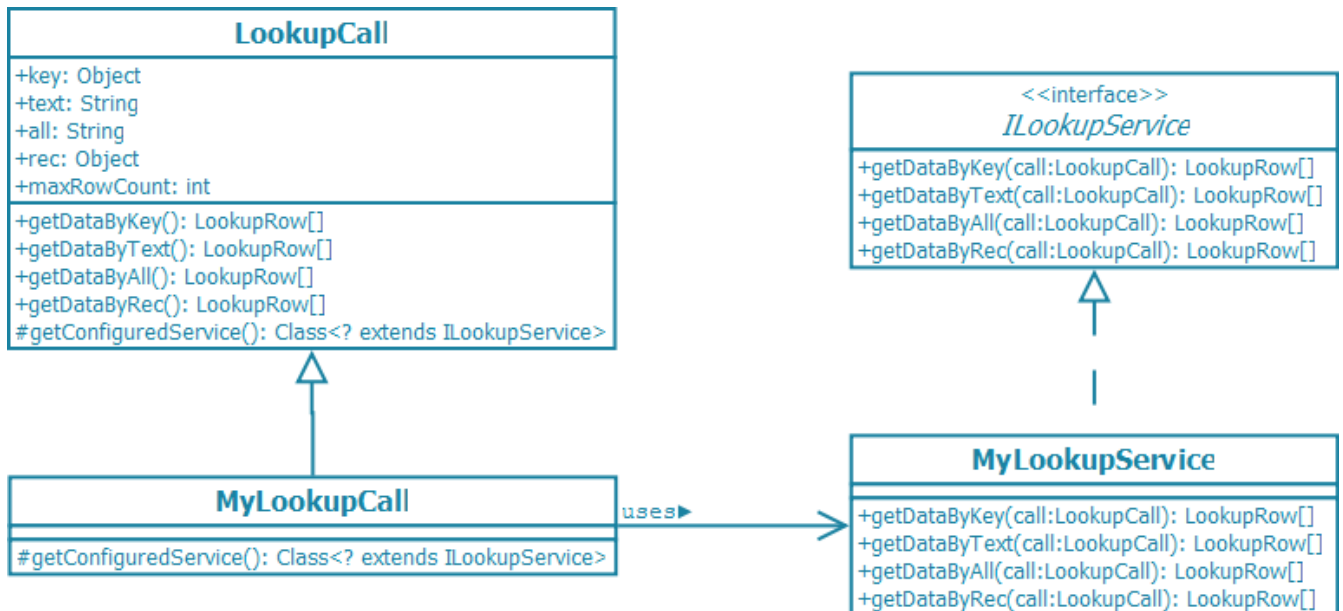 LookupCall
+key: Object
+text: String
+all: String
+rec: Object
+maxRowCount: int
+getDataByKey(): LookupRow[]
+getDataByText(): LookupRow[]
+getDataByAll(): LookupRow[]
+getDataByRec(): LookupRow[]
#getConfiguredService(): Class<? extends ILookupService>
<<interface>>
ILookupService
+getDataByKey(call:LookupCall): LookupRow[]
+getDataByText(call:LookupCall): LookupRow[]
+getDataByAll(call:LookupCall): LookupRow[]
+getDataByRec(call:LookupCall): LookupRow[]
MyLookupCall
#getConfiguredService(): Class<? extends ILookupService>
uses►
MyLookupService
+getDataByKey(call:LookupCall): LookupRow[]
+getDataByText(call:LookupCall): LookupRow[]
+getDataByAll(call:LookupCall): LookupRow[]
+getDataByRec(call:LookupCall): LookupRow[]